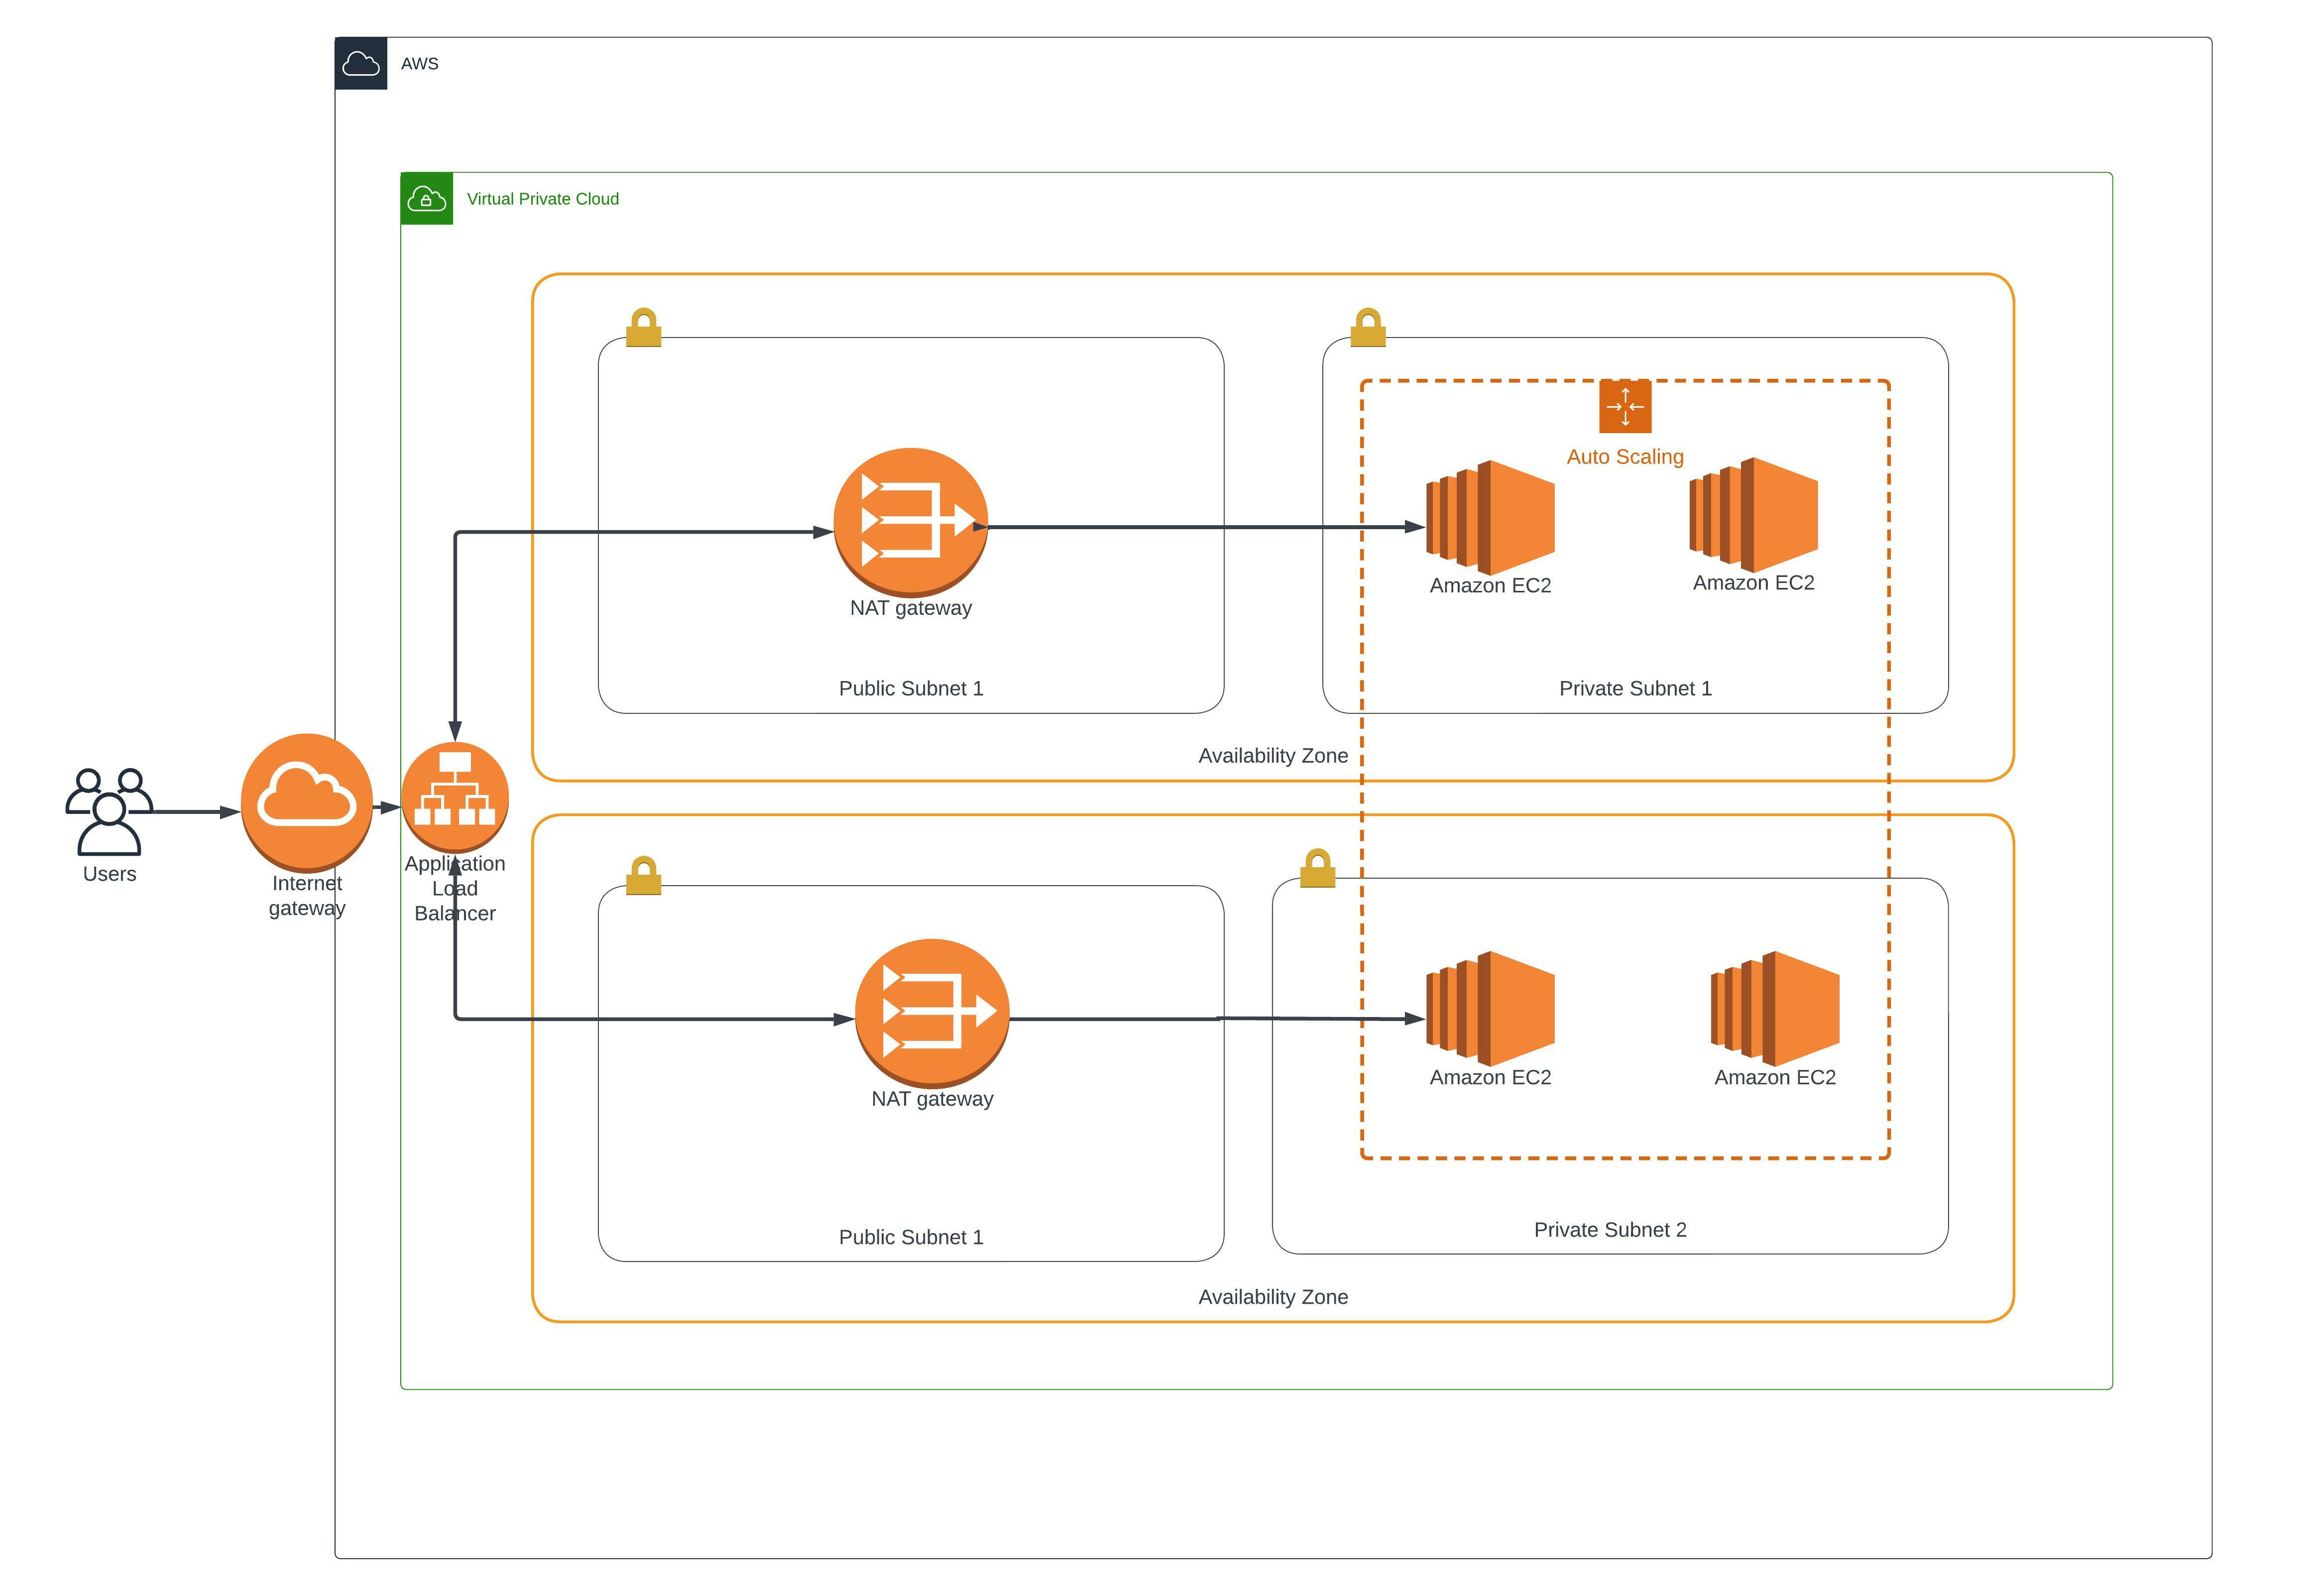 AWS
Virtual Private Cloud
Auto Scaling
Amazon EC2
Amazon EC2
NAT gateway
Public Subnet 1
Private Subnet 1
Availability Zone
Users
Internet
gateway
Application
Load
Balancer
Amazon EC2
Amazon EC2
NAT gateway
Public Subnet 1
Private Subnet 2
Availability Zone